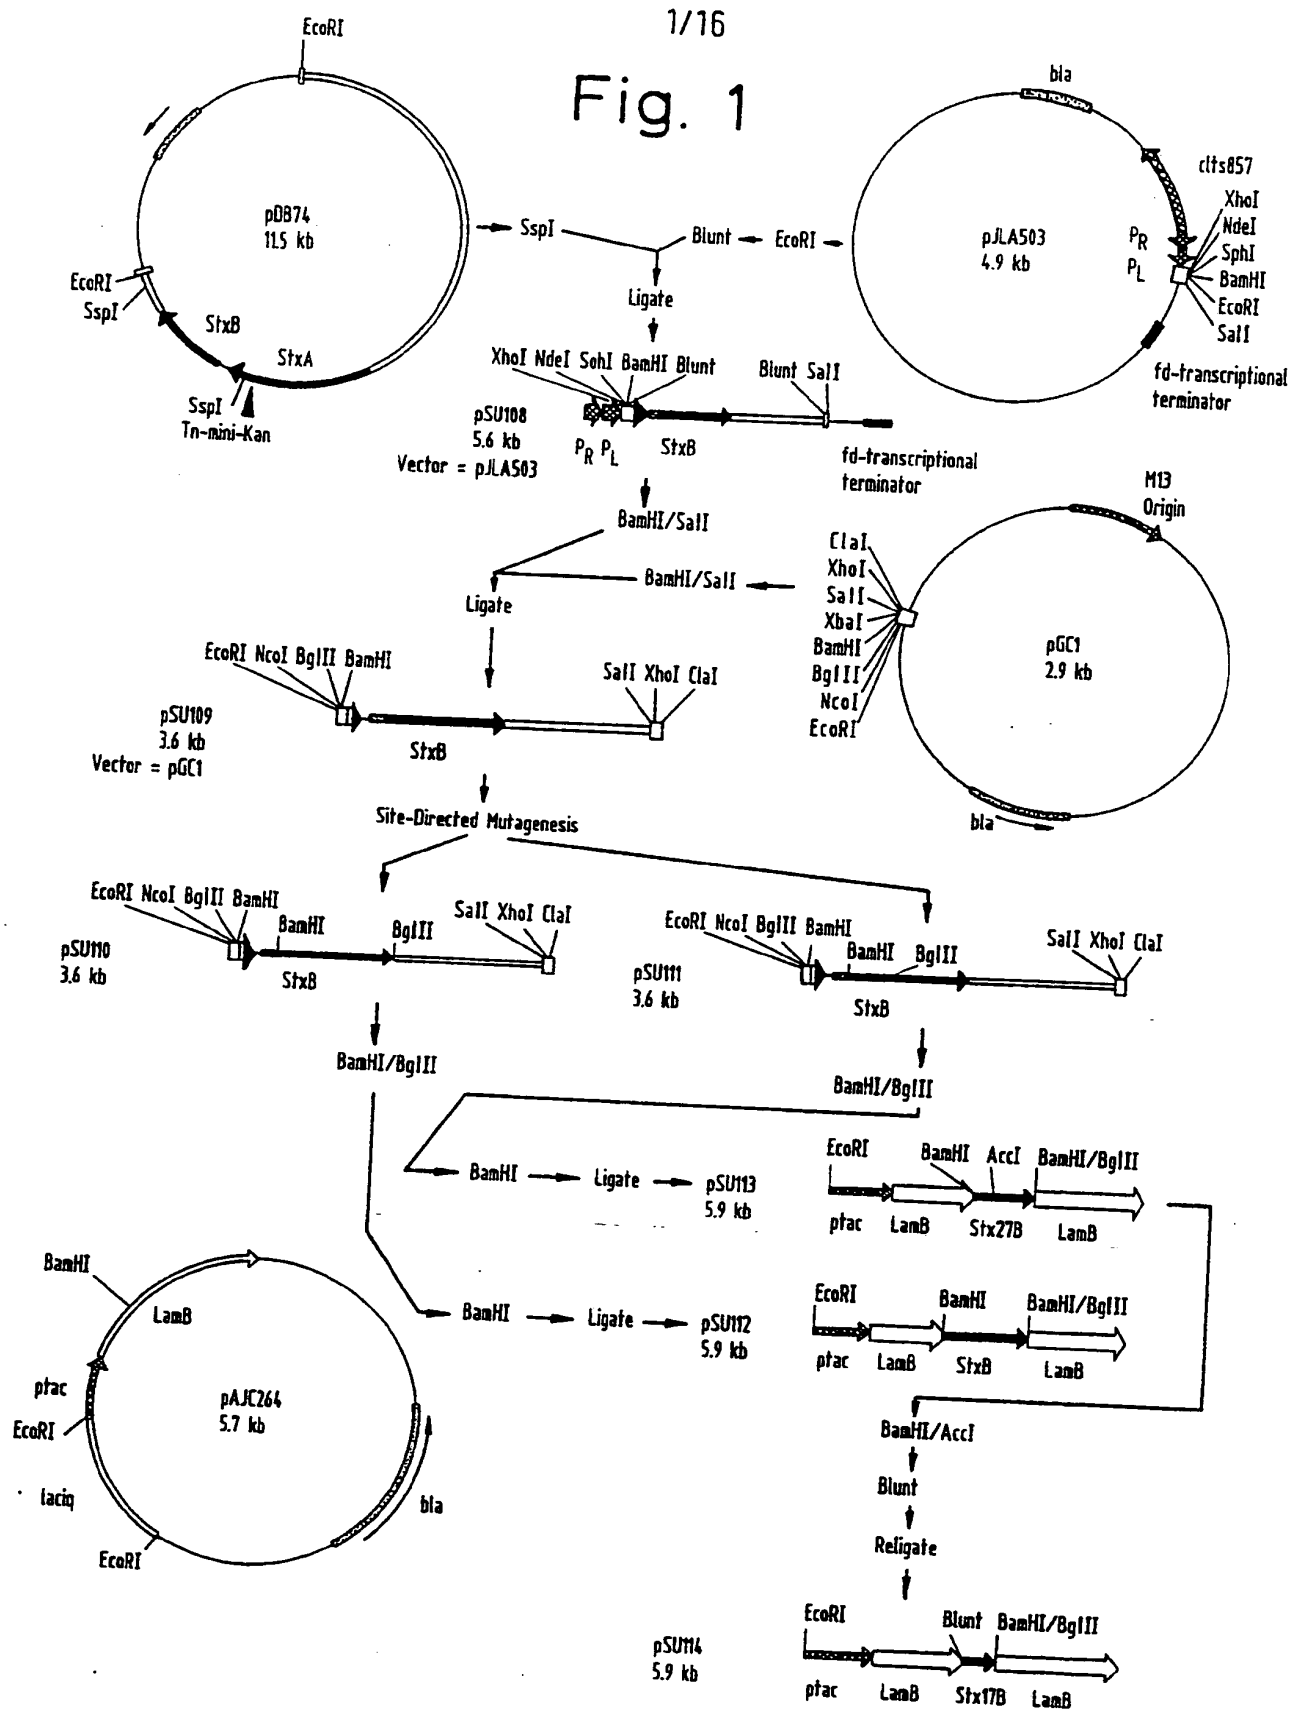 1/16
Fig. 1
EcoRI
pDB74
11.5 kb
EcoRI
SspI
StxB
StxA
SspI
Tn-mini-Kan
SspI
Blunt
EcoRI
Ligate
bla
cIts857
XhoI
NdeI
SphI
BamHI
EcoRI
SalI
PR
PL
pJLA503
4.9 kb
fd-transcriptional
terminator
XhoI NdeI SohI BamHI Blunt
Blunt SalI
pSU108
5.6 kb
Vector = pJLA503
PR PL
StxB
fd-transcriptional
terminator
BamHI/SalI
BamHI/SalI
Ligate
M13
Origin
ClaI
XhoI
SalI
XbaI
BamHI
BglII
NcoI
EcoRI
pGC1
2.9 kb
bla
EcoRI NcoI BglII BamHI
SalI XhoI ClaI
pSU109
3.6 kb
Vector = pGC1
StxB
Site-Directed Mutagenesis
EcoRI NcoI BglII BamHI
BamHI
BglII
SalI XhoI ClaI
pSU110
3.6 kb
StxB
EcoRI NcoI BglII BamHI
BamHI
BglII
SalI XhoI ClaI
pSU111
3.6 kb
StxB
BamHI/BglII
BamHI/BglII
BamHI
Ligate
pSU113
5.9 kb
EcoRI
BamHI
AccI
BamHI/BglII
ptac
LamB
Stx27B
LamB
BamHI
Ligate
pSU112
5.9 kb
EcoRI
BamHI
BamHI/BglII
ptac
LamB
StxB
LamB
BamHI
LamB
ptac
EcoRI
laciq
EcoRI
pAJC264
5.7 kb
bla
BamHI/AccI
Blunt
Religate
pSU114
5.9 kb
EcoRI
Blunt
BamHI/BglII
ptac
LamB
Stx17B
LamB